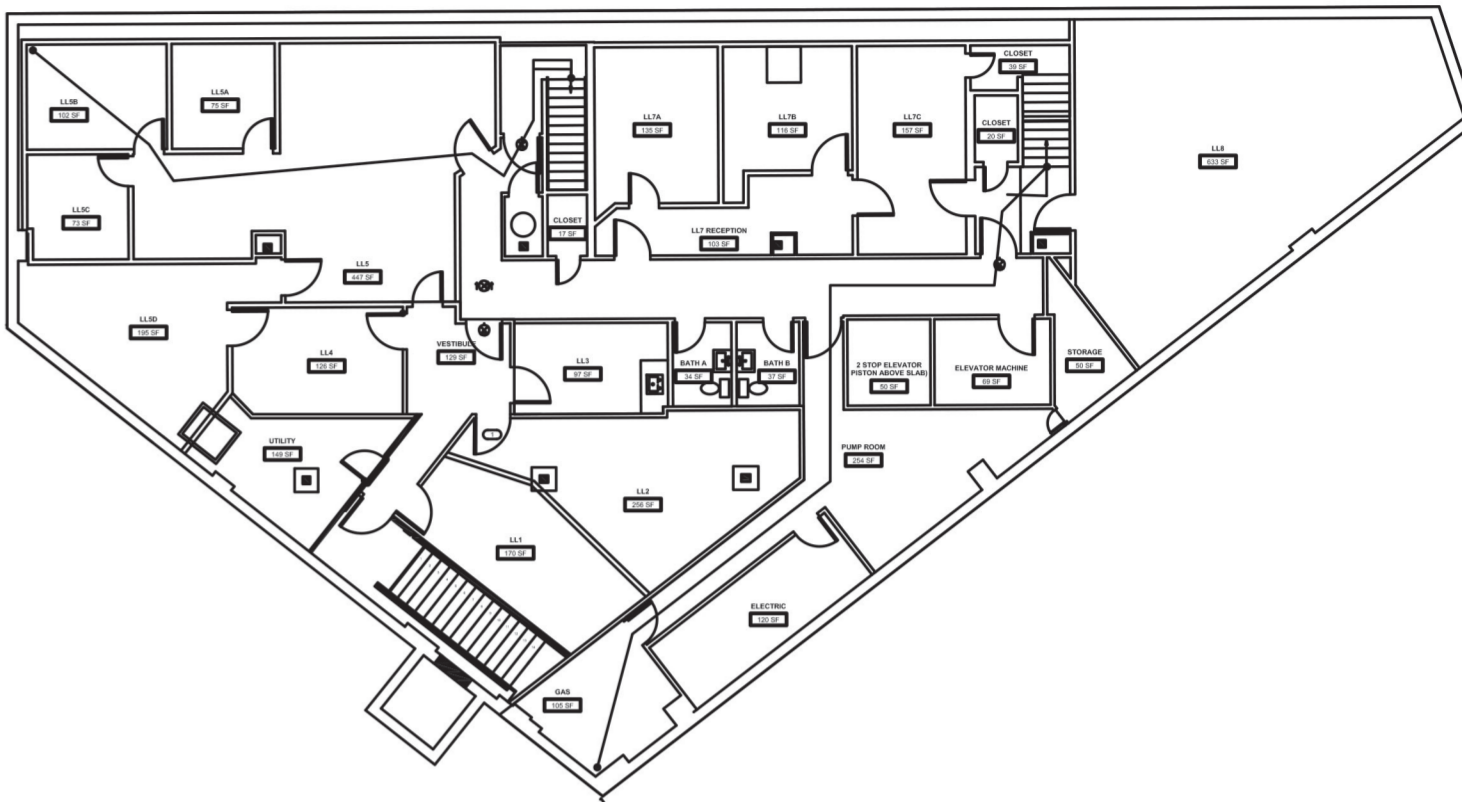 CLOSET
39 SF
LL5B
102 SF
LL5A
75 SF
LL7A
135 SF
LL7B
116 SF
LL7C
157 SF
CLOSET
20 SF
LL8
633 SF
LL5C
73 SF
CLOSET
17 SF
LL7 RECEPTION
103 SF
LL5
447 SF
LL5D
195 SF
LL4
126 SF
VESTIBULE
129 SF
LL3
97 SF
BATH A
34 SF
BATH B
37 SF
2 STOP ELEVATOR
PISTON ABOVE SLAB)
50 SF
ELEVATOR MACHINE
69 SF
STORAGE
50 SF
UTILITY
149 SF
1
PUMP ROOM
254 SF
LL2
256 SF
LL1
170 SF
ELECTRIC
120 SF
GAS
105 SF